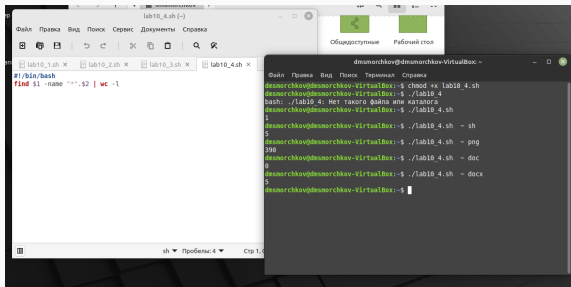 lab10_4.sh (~)
Файл Правка Вид Поиск Сервис Документы Справка
lab10_1.sh × lab10_2.sh × lab10_3.sh × lab10_4.sh ×
#!/bin/bash
find $1 -name "*".$2 | wc -l
sh ▼ Пробелы: 4 ▼ Стр 1,
Общедоступные Рабочий стол
dmsmorchkov@dmsmorchkov-VirtualBox: ~
Файл Правка Вид Поиск Терминал Справка
dmsmorchkov@dmsmorchkov-VirtualBox:~$ chmod +x lab10_4.sh
dmsmorchkov@dmsmorchkov-VirtualBox:~$ ./lab10_4
bash: ./lab10_4: Нет такого файла или каталога
dmsmorchkov@dmsmorchkov-VirtualBox:~$ ./lab10_4.sh
1
dmsmorchkov@dmsmorchkov-VirtualBox:~$ ./lab10_4.sh ~ sh
5
dmsmorchkov@dmsmorchkov-VirtualBox:~$ ./lab10_4.sh ~ png
390
dmsmorchkov@dmsmorchkov-VirtualBox:~$ ./lab10_4.sh ~ doc
0
dmsmorchkov@dmsmorchkov-VirtualBox:~$ ./lab10_4.sh ~ docx
5
dmsmorchkov@dmsmorchkov-VirtualBox:~$